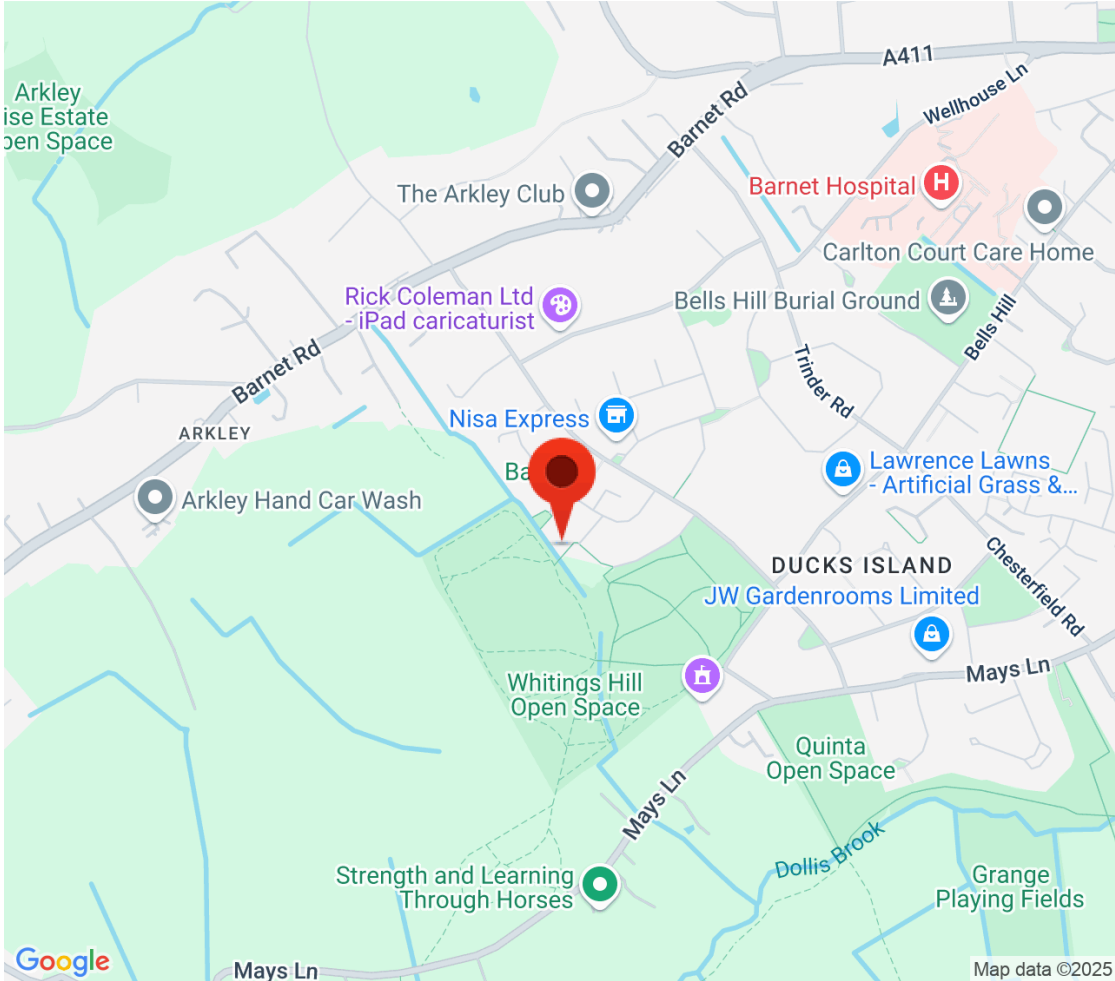 A411
Wellhouse Ln
Arkley
ise Estate
pen Space
Barnet Rd
The Arkley Club
Barnet Hospital
H
Carlton Court Care Home
Rick Coleman Ltd
- iPad caricaturist
Bells Hill Burial Ground
Bells Hill
Barnet Rd
Trinder Rd
Nisa Express
ARKLEY
Ba
Lawrence Lawns
- Artificial Grass &...
Arkley Hand Car Wash
DUCKS ISLAND
Chesterfield Rd
JW Gardenrooms Limited
Mays Ln
Whitings Hill
Open Space
Quinta
Open Space
Mays Ln
Dollis Brook
Strength and Learning
Through Horses
Grange
Playing Fields
Google
Mays Ln
Map data ©2025